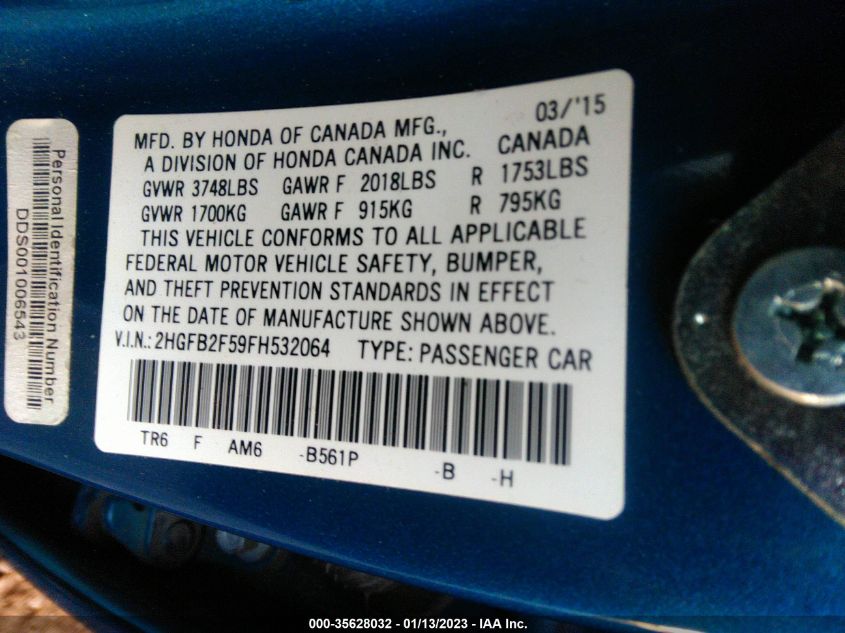 Personal Identification Number
DDS001006543
03/'15
MFD. BY HONDA OF CANADA MFG.,
A DIVISION OF HONDA CANADA INC. CANADA
GVWR 3748LBS GAWR F 2018LBS R 1753LBS
GVWR 1700KG GAWR F 915KG R 795KG
THIS VEHICLE CONFORMS TO ALL APPLICABLE
FEDERAL MOTOR VEHICLE SAFETY, BUMPER,
AND THEFT PREVENTION STANDARDS IN EFFECT
ON THE DATE OF MANUFACTURE SHOWN ABOVE.
V.I.N.: 2HGFB2F59FH532064 TYPE: PASSENGER CAR
TR6 F AM6 -B561P -B -H
000-35628032 - 01/13/2023 - IAA Inc.